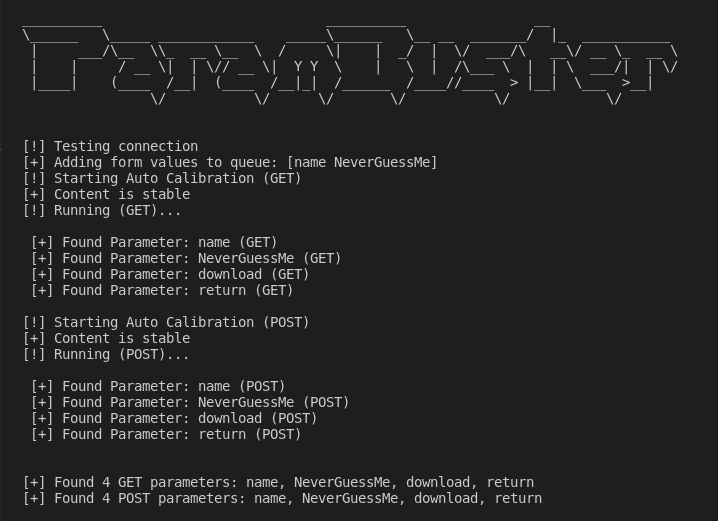 ParamBuster
[!] Testing connection
[+] Adding form values to queue: [name NeverGuessMe]
[!] Starting Auto Calibration (GET)
[+] Content is stable
[!] Running (GET)...
[+] Found Parameter: name (GET)
[+] Found Parameter: NeverGuessMe (GET)
[+] Found Parameter: download (GET)
[+] Found Parameter: return (GET)
[!] Starting Auto Calibration (POST)
[+] Content is stable
[!] Running (POST)...
[+] Found Parameter: name (POST)
[+] Found Parameter: NeverGuessMe (POST)
[+] Found Parameter: download (POST)
[+] Found Parameter: return (POST)
[+] Found 4 GET parameters: name, NeverGuessMe, download, return
[+] Found 4 POST parameters: name, NeverGuessMe, download, return